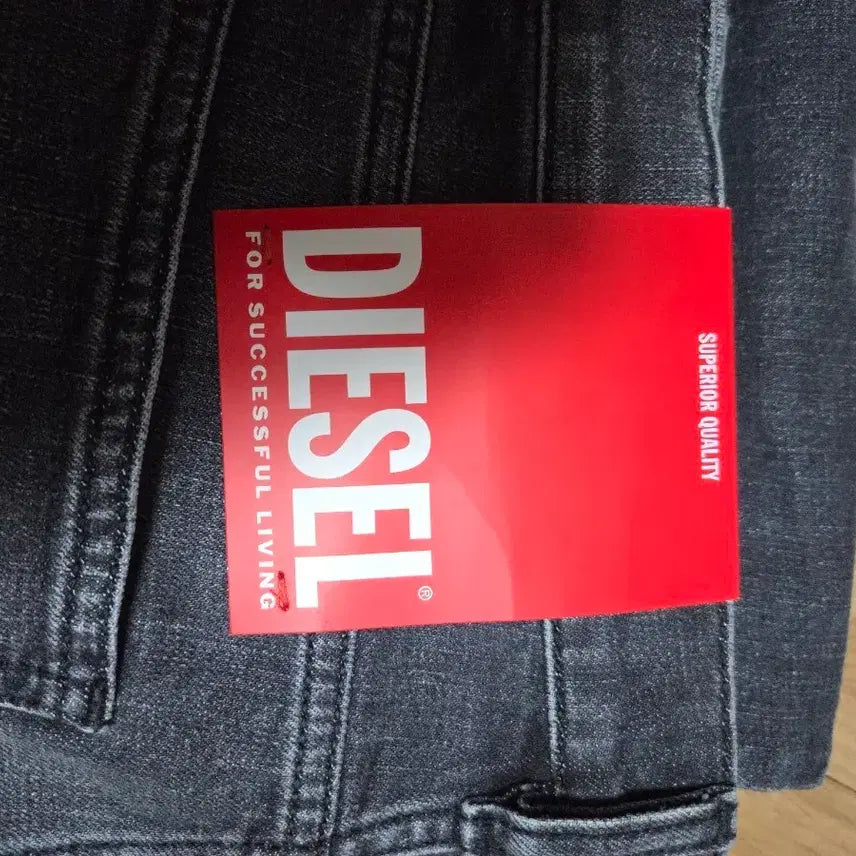 SUPERIOR QUALITY
DIESEL®
FOR SUCCESSFUL LIVING